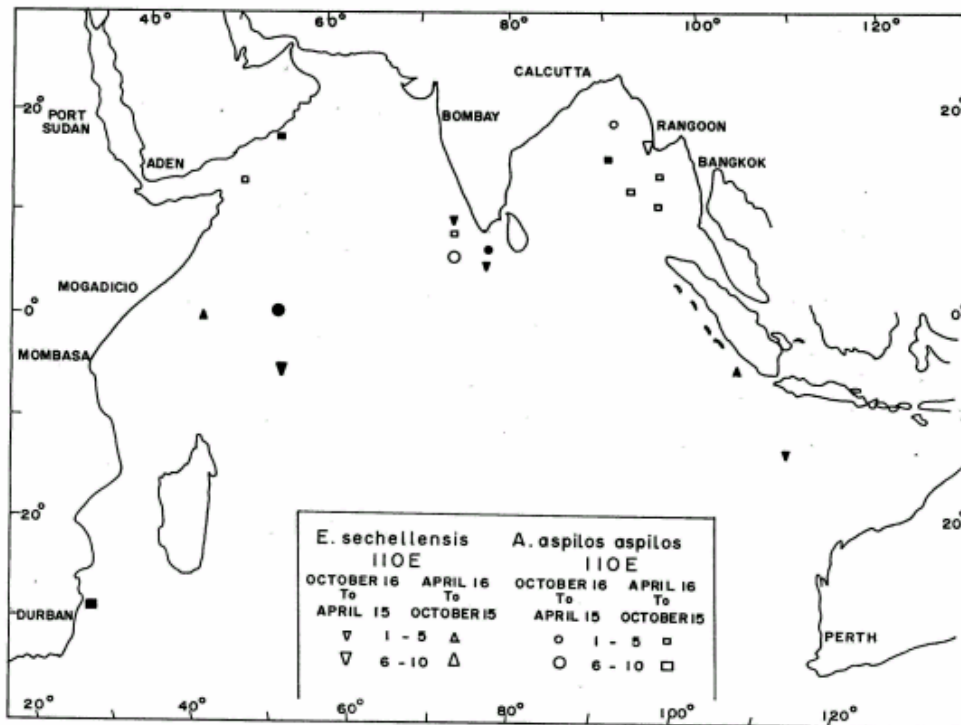 40° 60° 80° 100° 120°
CALCUTTA
20° 20°
PORT
SUDAN
BOMBAY
RANGOON
ADEN
BANGKOK
MOGADICIO
0° 0°
MOMBASA
20° 20°
E. sechellensis A. aspilos aspilos
110E 110E
OCTOBER 16 APRIL 16 OCTOBER 16 APRIL 16
To To To To
APRIL 15 OCTOBER 15 APRIL 15 OCTOBER 15
1 - 5 1 - 5
6 - 10 6 - 10
DURBAN
PERTH
20° 40° 60° 80° 100° 120°